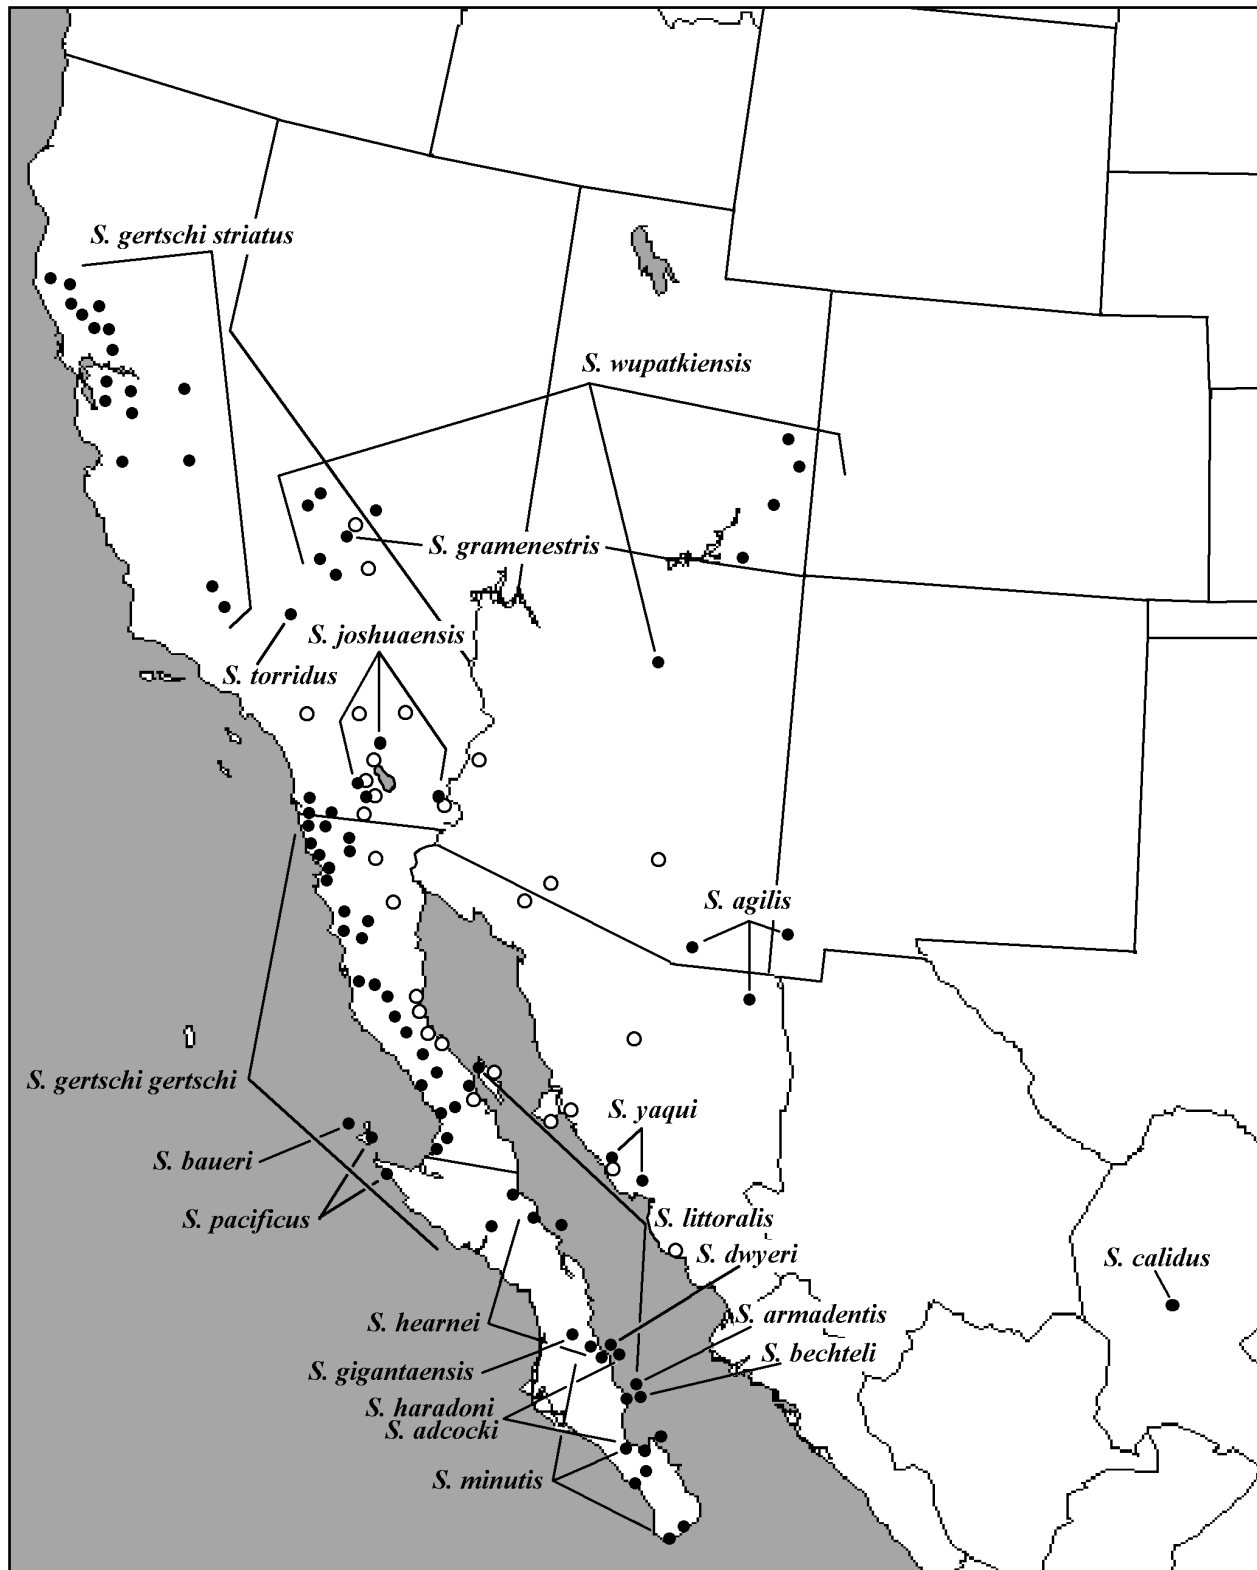 S. gertschi striatus
S. wupatkiensis
S. gramenestris
S. joshuaensis
S. torridus
S. agilis
S. gertschi gertschi
S. yaqui
S. baueri
S. pacificus
S. littoralis
S. dwyeri
S. calidus
S. armadentis
S. hearnei
S. bechteli
S. gigantaensis
S. haradoni
S. adcocki
S. minutis